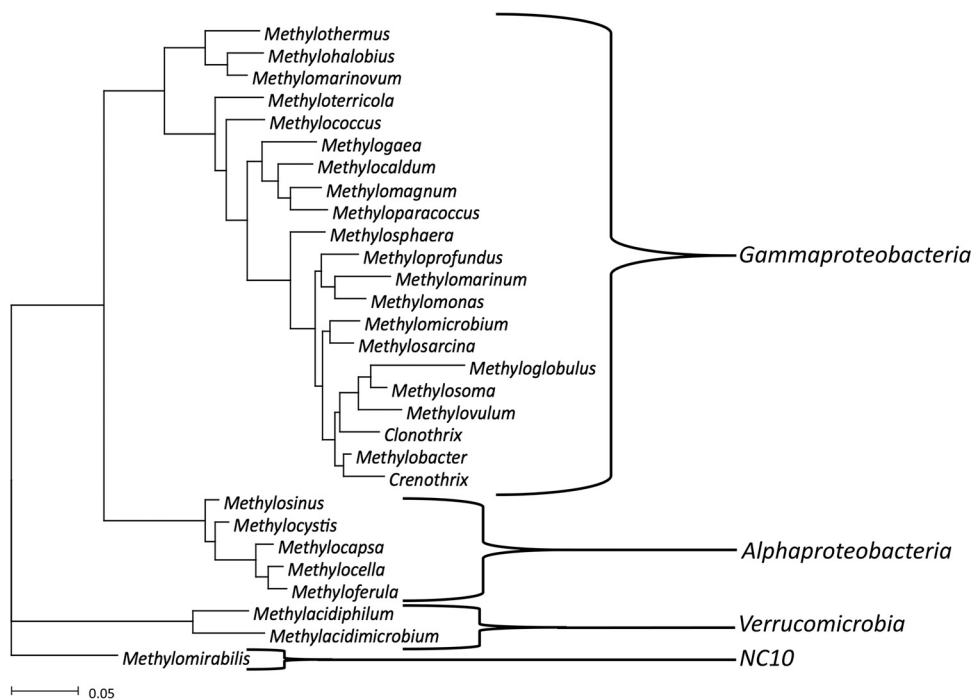 Methylothermus
Methylohalobius
Methylomarinovum
Methyloterricola
Methylococcus
Methylogaea
Methylocaldum
Methylomagnum
Methyloparacoccus
Methylosphaera
Methyloprofundus
Methylomarinum
Methylomonas
Methylomicrobium
Methylosarcina
Methyloglobulus
Methylosoma
Methylovulum
Clonothrix
Methylobacter
Crenothrix
Gammaproteobacteria
Methylosinus
Methylocystis
Methylocapsa
Methylocella
Methyloferula
Alphaproteobacteria
Methylacidiphilum
Methylacidimicrobium
Verrucomicrobia
Methylomirabilis
NC10
0.05